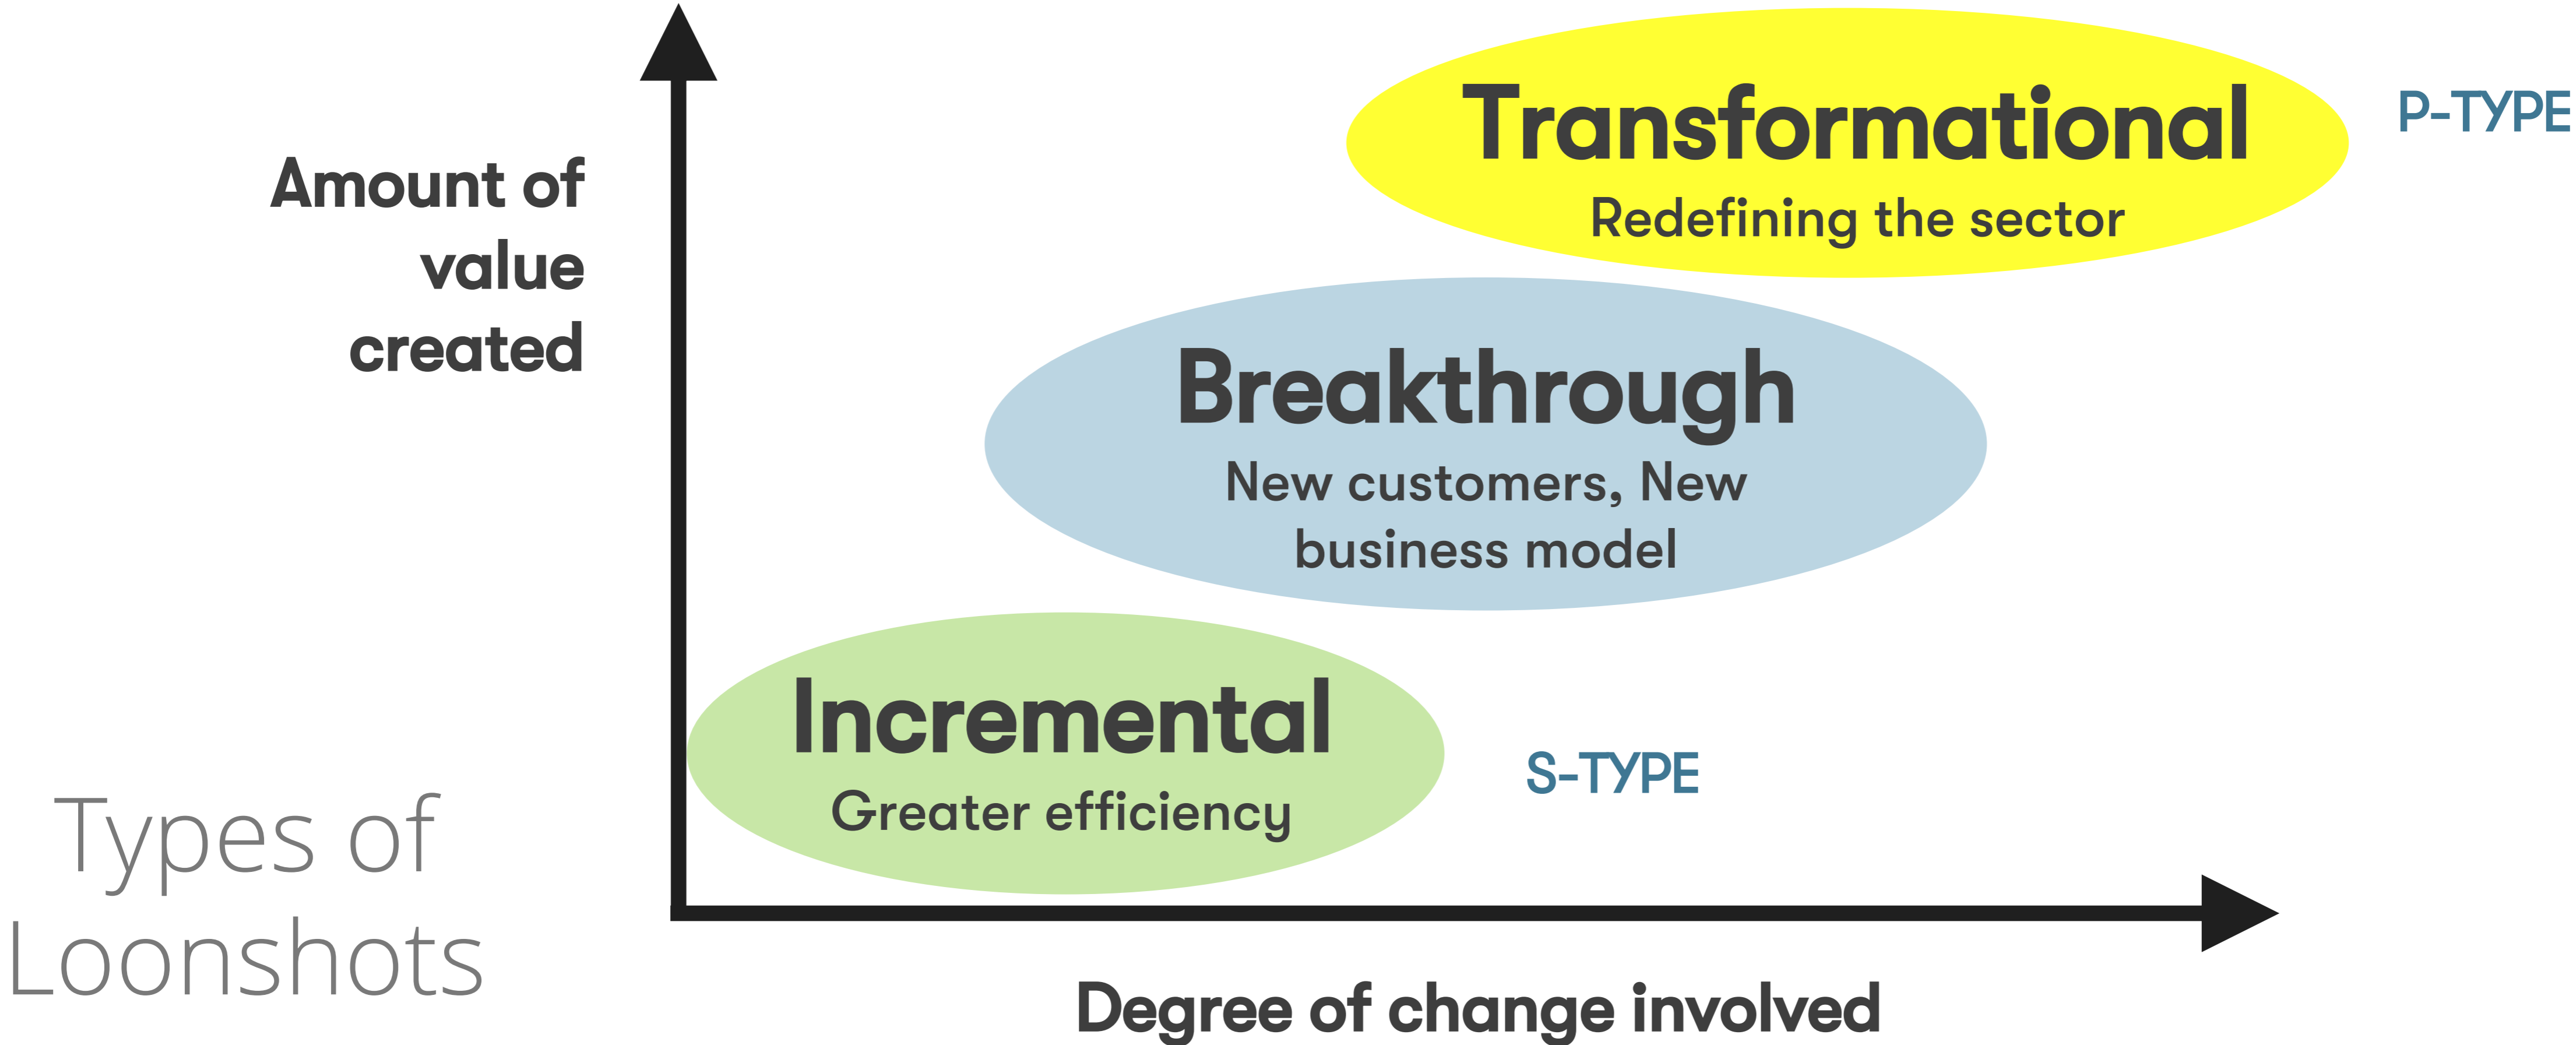 Transformational
Redefining the sector
P-TYPE
Amount of
value
created
Breakthrough
New customers, New
business model
Incremental
Greater efficiency
S-TYPE
Types of
Loonshots
Degree of change involved